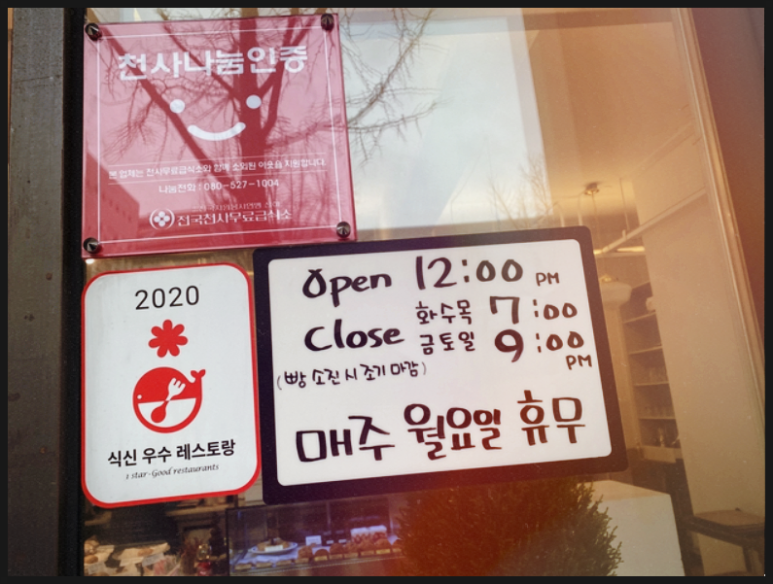 천사나눔인증
본 업체는 천사무료급식소와 함께 소외된 이웃을 지원합니다.
나눔전화 : 080-527-1004
전국천사무료급식소
2020
식신 우수 레스토랑
1 star-Good restaurants
Open 12:00 PM
Close 화수목 7:00
금토일 9:00
PM
(빵 소진 시 조기 마감)
매주 월요일 휴무